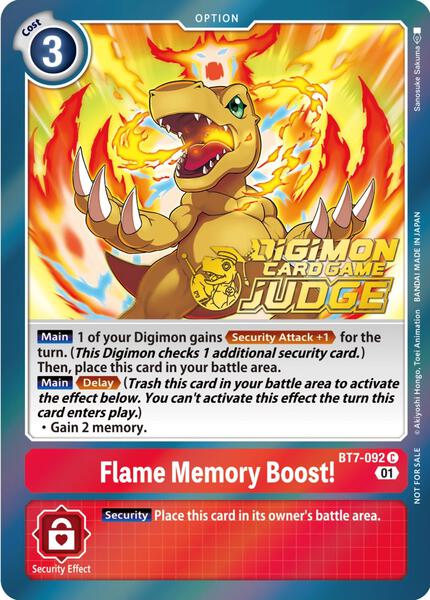 OPTION
Cost
3
Sanosuke Sakuma
DIGIMON
CARD GAME
JUDGE
Main 1 of your Digimon gains Security Attack +1 for the
turn. (This Digimon checks 1 additional security card.)
Then, place this card in your battle area.
Main Delay (Trash this card in your battle area to activate
the effect below. You can't activate this effect the turn this
card enters play.)
・Gain 2 memory.
Flame Memory Boost!
BT7-092 C
01
Security Place this card in its owner's battle area.
Security Effect
© Akiyoshi Hongo, Toei Animation BANDAI MADE IN JAPAN
NOT FOR SALE